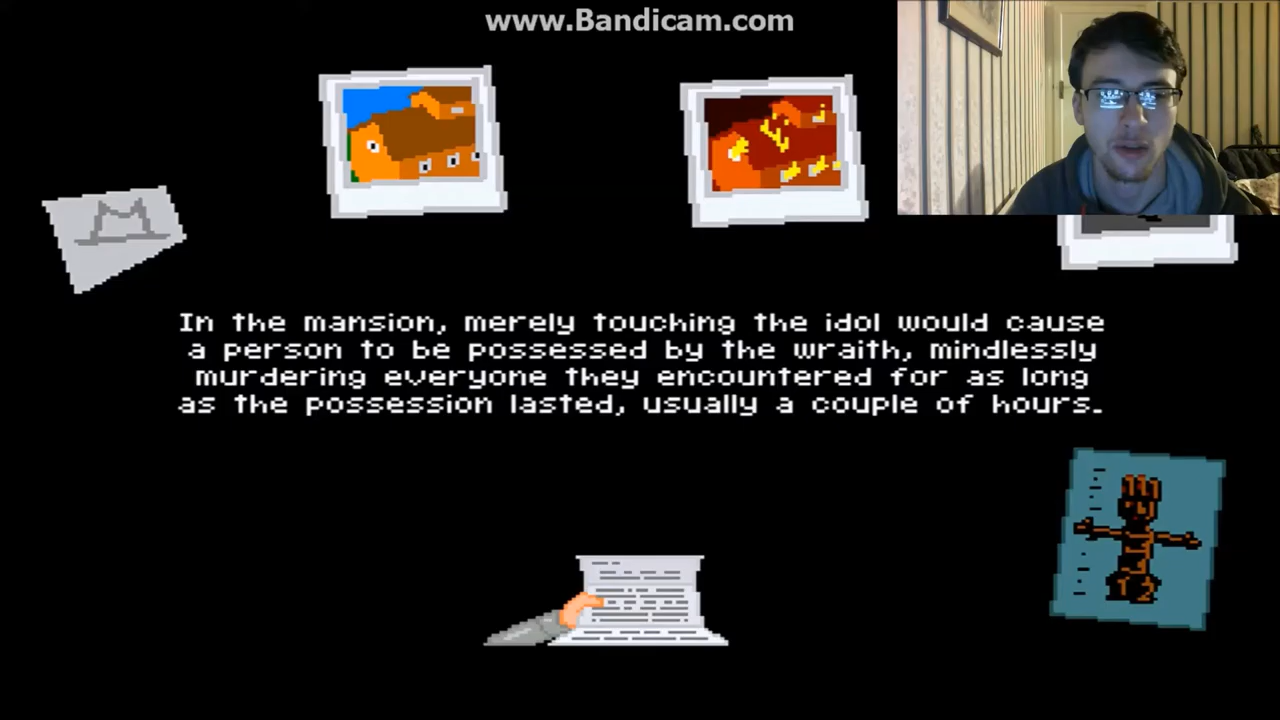 www.Bandicam.com
In the mansion, merely touching the idol would cause
a person to be possessed by the wraith, mindlessly
murdering everyone they encountered for as long
as the possession lasted, usually a couple of hours.